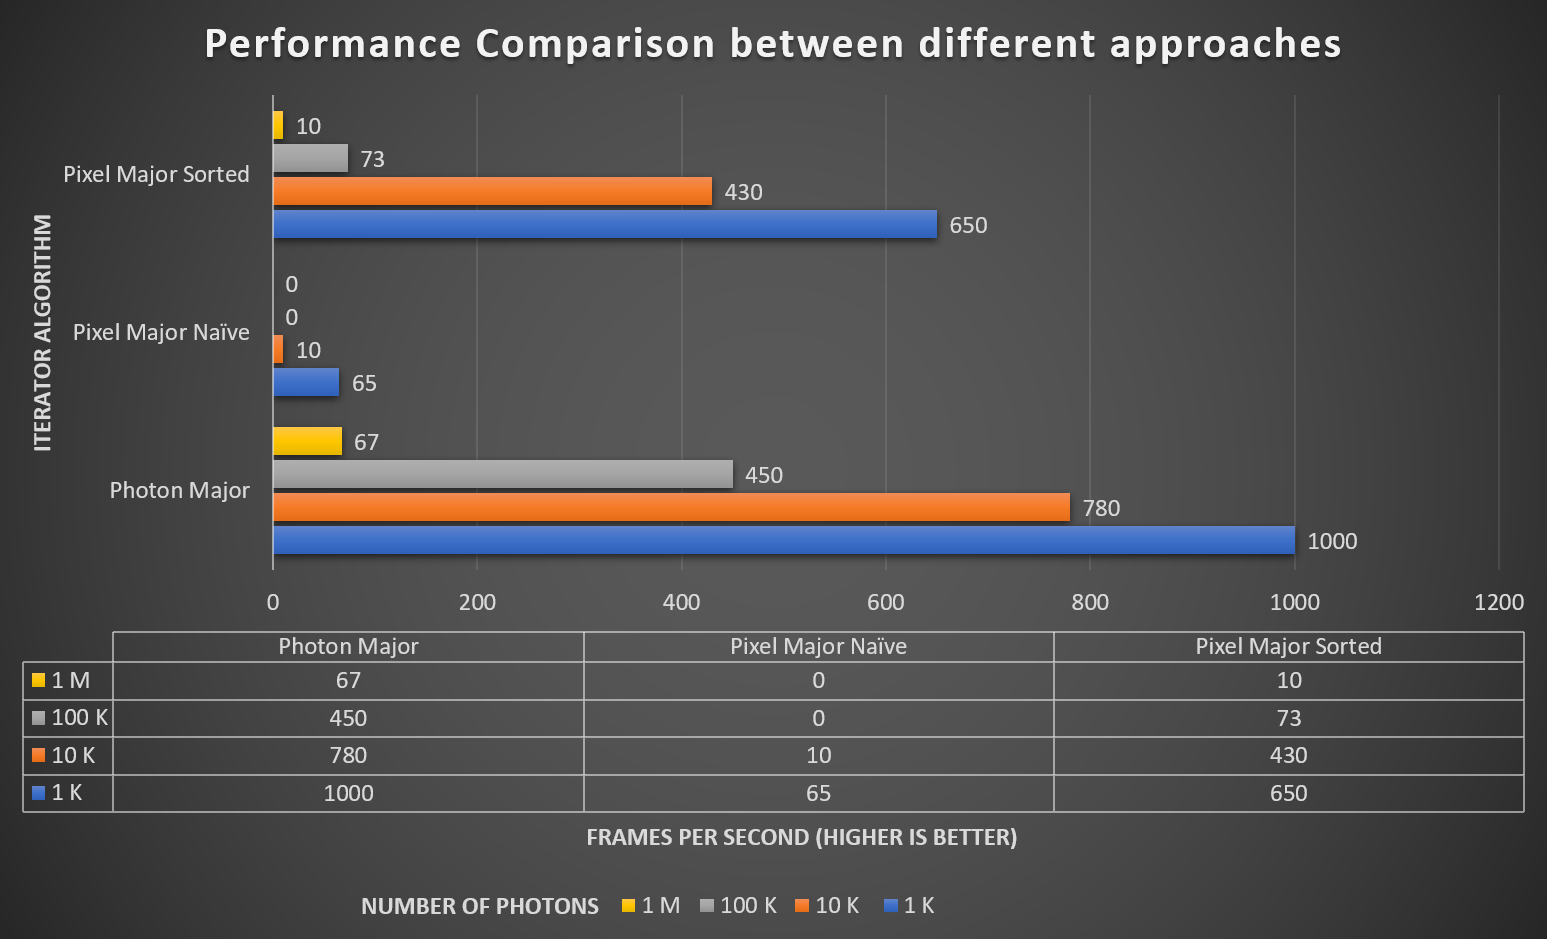 Performance Comparison between different approaches
ITERATOR ALGORITHM
Pixel Major Sorted
10
73
430
650
Pixel Major Naïve
0
0
10
65
Photon Major
67
450
780
1000
0 200 400 600 800 1000 1200
Photon Major Pixel Major Naïve Pixel Major Sorted
1 M 67 0 10
100 K 450 0 73
10 K 780 10 430
1 K 1000 65 650
FRAMES PER SECOND (HIGHER IS BETTER)
NUMBER OF PHOTONS 1 M 100 K 10 K 1 K